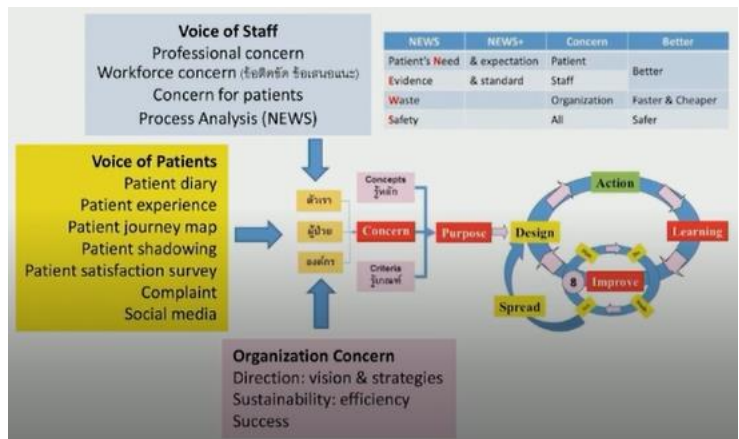 Voice of Staff
Professional concern
Workforce concern (ข้อติดขัด ข้อเสนอแนะ)
Concern for patients
Process Analysis (NEWS)
NEWS NEWS+ Concern Better
Patient's Need & expectation Patient Better
Evidence & standard Staff
Waste Organization Faster & Cheaper
Safety All Safer
Voice of Patients
Patient diary
Patient experience
Patient journey map
Patient shadowing
Patient satisfaction survey
Complaint
Social media
ตัวเรา
ผู้ป่วย
องค์กร
Concepts
รู้หลัก
Concern
Criteria
รู้เกณฑ์
Purpose
Design
Action
Learning
8 Improve
Spread
Organization Concern
Direction: vision & strategies
Sustainability: efficiency
Success